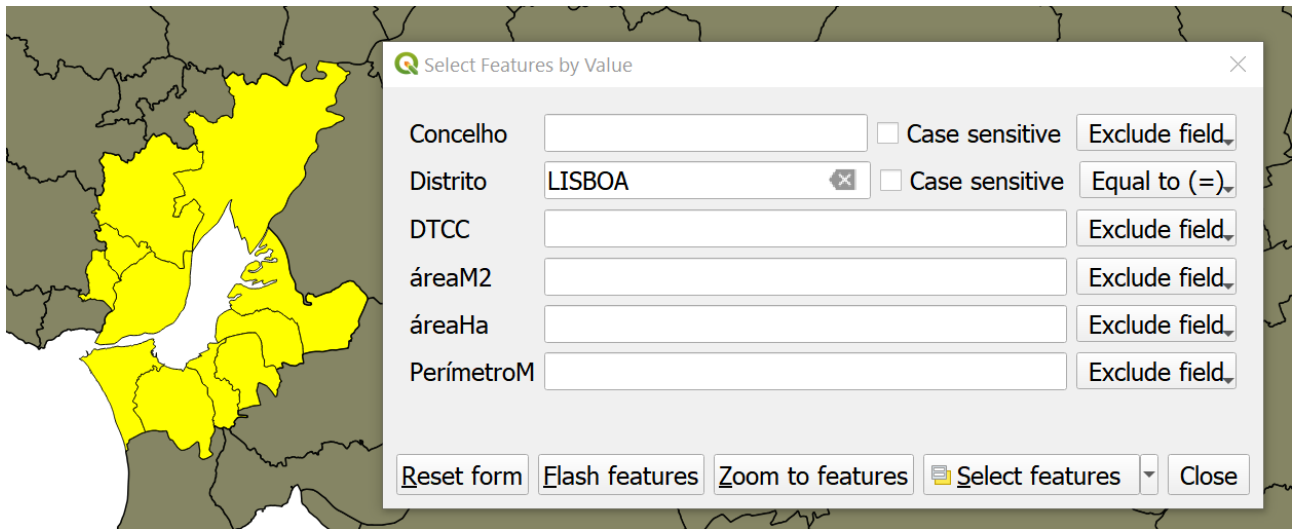 Select Features by Value
Concelho Case sensitive Exclude field
Distrito LISBOA Case sensitive Equal to (=)
DTCC Exclude field
áreaM2 Exclude field
áreaHa Exclude field
PerímetroM Exclude field
Reset form Flash features Zoom to features Select features Close